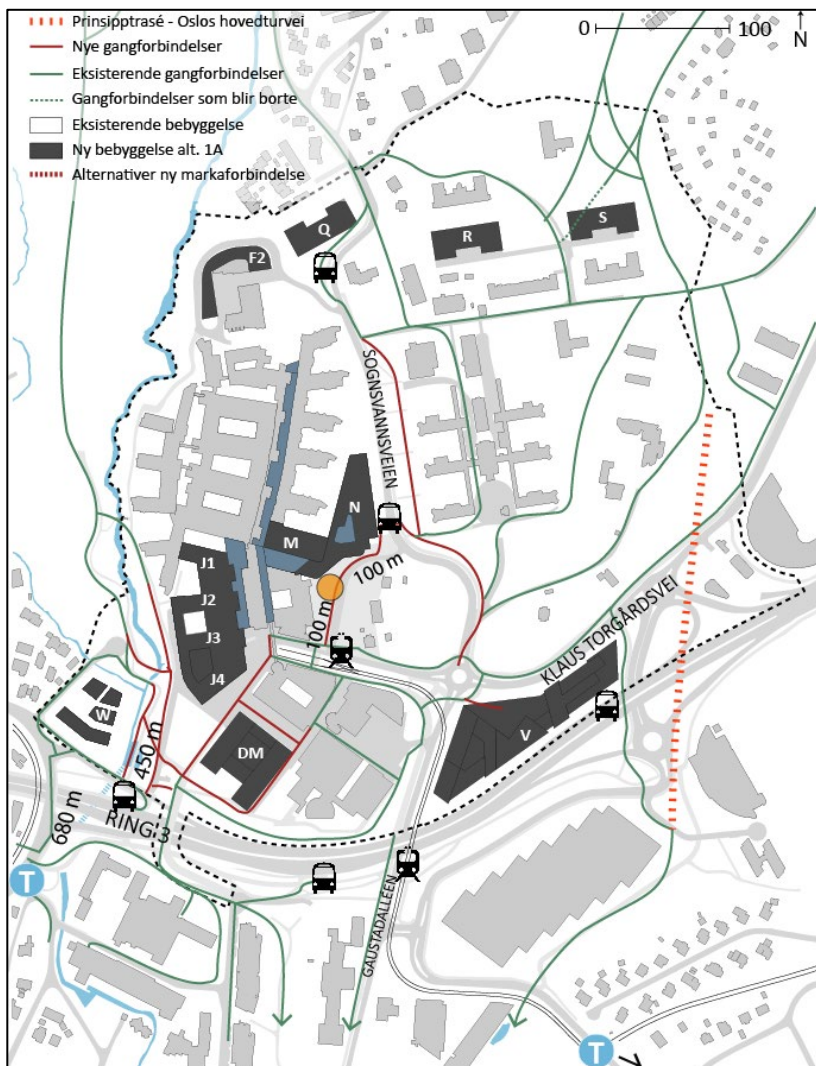 Prinsipptrasé - Oslos hovedturvei
Nye gangforbindelser
Eksisterende gangforbindelser
Gangforbindelser som blir borte
Eksisterende bebyggelse
Ny bebyggelse alt. 1A
Alternativer ny markaforbindelse
0 100
N
Q
R
S
F2
SOGNSVANNSVEIEN
N
M
J1
100 m
J2
100 m
J3
KLAUS TORGÅRDSVEI
J4
W
DM
V
450 m
680 m
RING 3
GAUSTADALLEEN
T
T